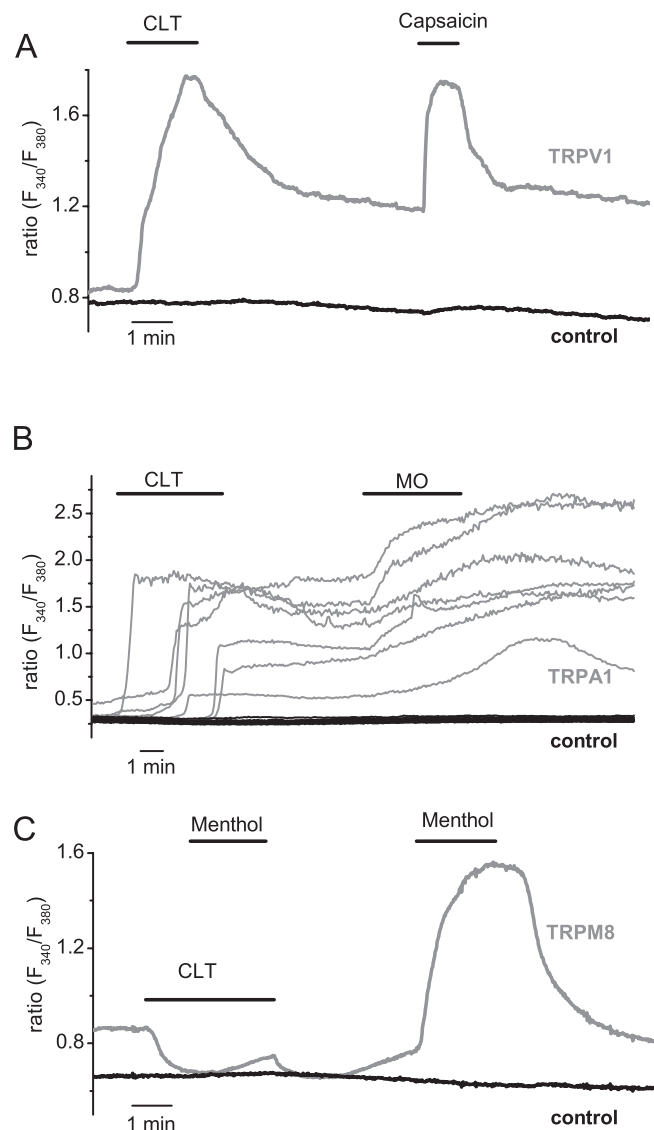 A
CLT
Capsaicin
ratio (F340/F380)
1.6
1.2
0.8
TRPV1
1 min
control
B
CLT
MO
ratio (F340/F380)
2.5
2.0
1.5
1.0
0.5
TRPA1
1 min
control
C
Menthol
Menthol
ratio (F340/F380)
1.6
1.2
0.8
CLT
TRPM8
1 min
control